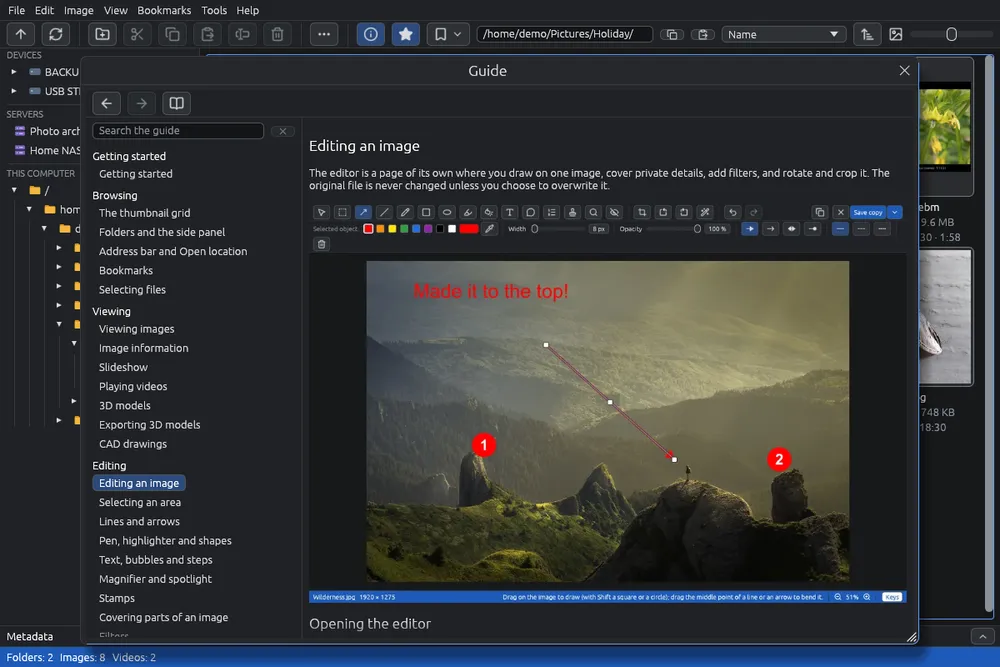 File Edit Image View Bookmarks Tools Help
/home/demo/Pictures/Holiday/
Name
DEVICES
BACKU
USB STI
SERVERS
Photo arch
Home NAS
THIS COMPUTER
/
hom
d
Guide
Search the guide
Getting started
Getting started
Browsing
The thumbnail grid
Folders and the side panel
Address bar and Open location
Bookmarks
Selecting files
Viewing
Viewing images
Image information
Slideshow
Playing videos
3D models
Exporting 3D models
CAD drawings
Editing
Editing an image
Selecting an area
Lines and arrows
Pen, highlighter and shapes
Text, bubbles and steps
Magnifier and spotlight
Stamps
Covering parts of an image
Filters
Editing an image
The editor is a page of its own where you draw on one image, cover private details, add filters, and rotate and crop it. The
original file is never changed unless you choose to overwrite it.
Save copy
Selected object
Width
8 px
Opacity
100 %
Made it to the top!
1
2
Wilderness.jpg 1920 × 1275
Drag on the image to draw (with Shift a square or a circle); drag the middle point of a line or an arrow to bend it.
51%
Keys
Opening the editor
ebm
9.6 MB
30 · 1:58
g
748 KB
18:30
Metadata
Folders: 2 Images: 8 Videos: 2